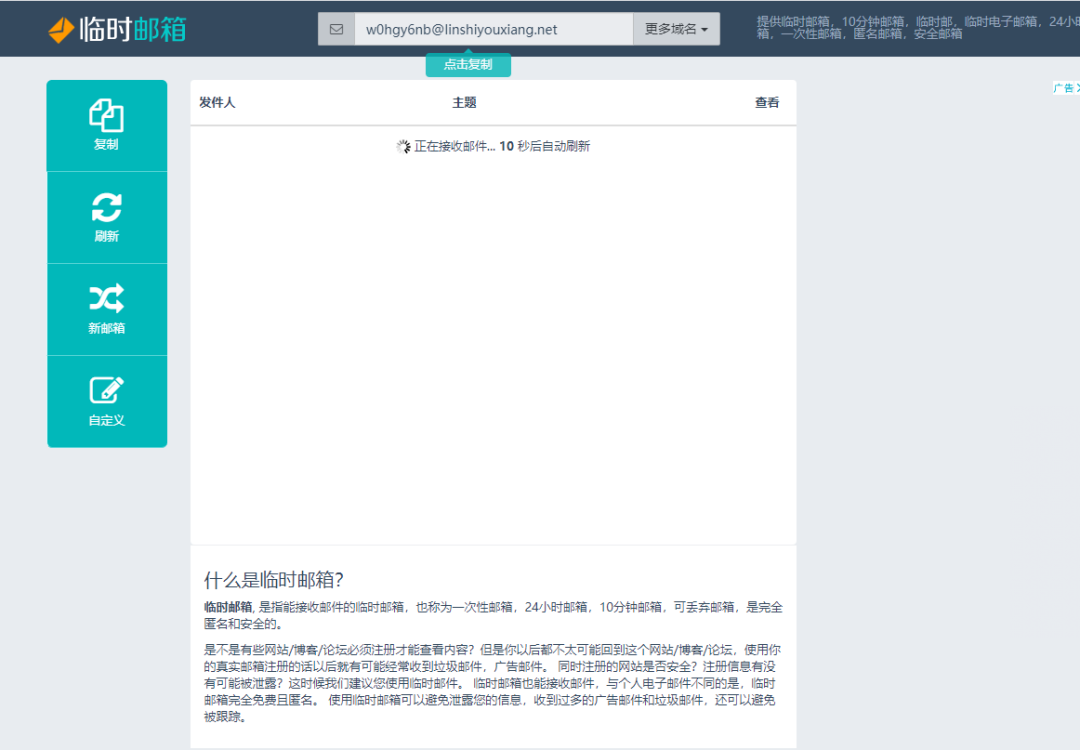 临时邮箱
w0hgy6nb@linshiyouxiang.net
更多域名
提供临时邮箱，10分钟邮箱，临时邮，临时电子邮箱，24小
箱，一次性邮箱，匿名邮箱，安全邮箱
点击复制
广告
复制
刷新
新邮箱
自定义
发件人 主题 查看
正在接收邮件... 10 秒后自动刷新
什么是临时邮箱?
临时邮箱, 是指能接收邮件的临时邮箱，也称为一次性邮箱，24小时邮箱，10分钟邮箱，可丢弃邮箱，是完全
匿名和安全的。
是不是有些网站/博客/论坛必须注册才能查看内容？但是你以后都不太可能回到这个网站/博客/论坛，使用你
的真实邮箱注册的话以后就有可能经常收到垃圾邮件，广告邮件。 同时注册的网站是否安全？注册信息有没
有可能被泄露？这时候我们建议您使用临时邮件。 临时邮箱也能接收邮件，与个人电子邮件不同的是，临时
邮箱完全免费且匿名。 使用临时邮箱可以避免泄露您的信息，收到过多的广告邮件和垃圾邮件，还可以避免
被跟踪。